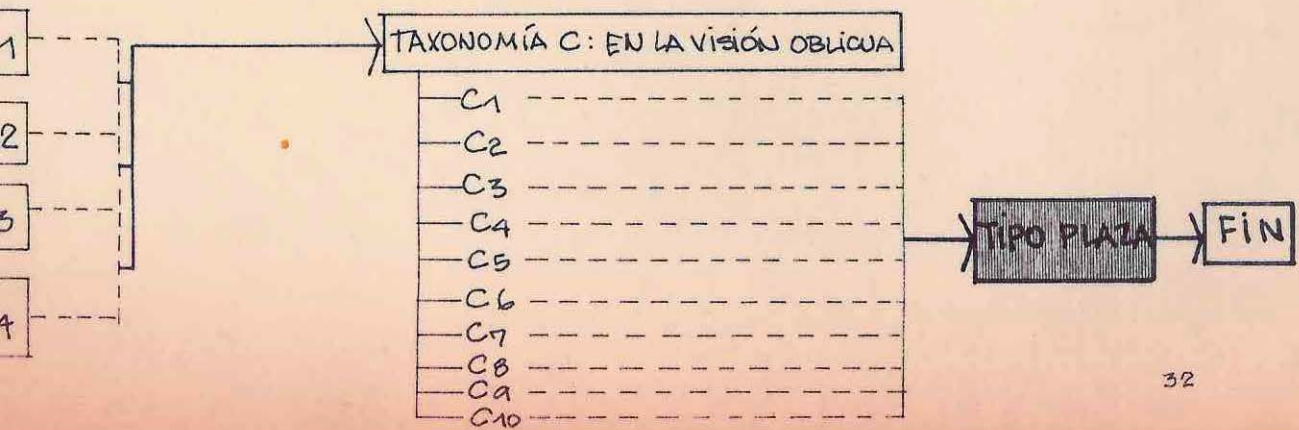 1
2
3
4
TAXONOMÍA C: EN LA VISIÓN OBLICUA
C1
C2
C3
C4
C5
C6
C7
C8
C9
C10
TIPO PLAZA
FIN
32